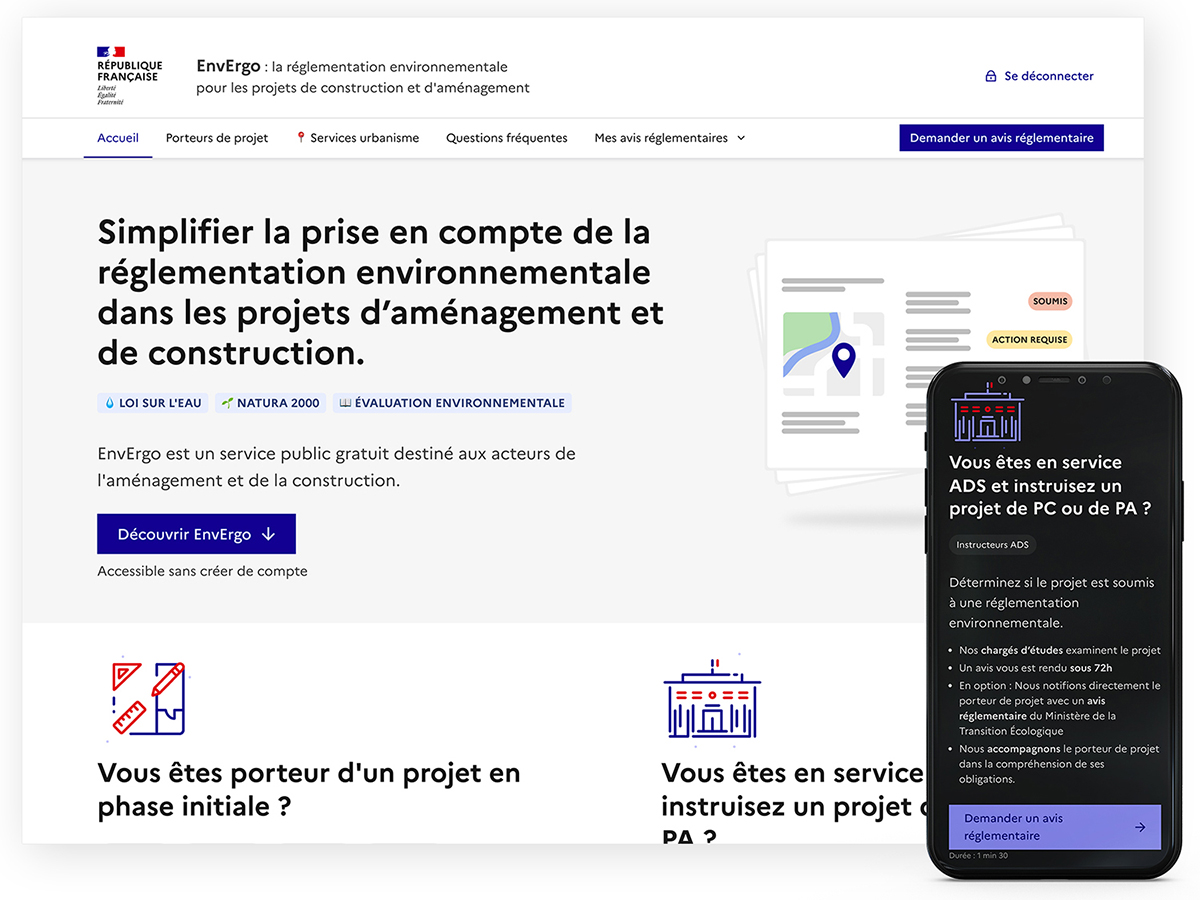 RÉPUBLIQUE
FRANÇAISE
Liberté
Égalité
Fraternité
EnvErgo : la réglementation environnementale
pour les projets de construction et d'aménagement
Se déconnecter
Accueil
Porteurs de projet
Services urbanisme
Questions fréquentes
Mes avis réglementaires
Demander un avis réglementaire
Simplifier la prise en compte de la
réglementation environnementale
dans les projets d’aménagement et
de construction.
LOI SUR L'EAU
NATURA 2000
ÉVALUATION ENVIRONNEMENTALE
EnvErgo est un service public gratuit destiné aux acteurs de
l'aménagement et de la construction.
Découvrir EnvErgo
Accessible sans créer de compte
SOUMIS
ACTION REQUISE
Vous êtes porteur d'un projet en
phase initiale ?
Vous êtes en service
instruisez un projet
PA ?
Vous êtes en service
ADS et instruisez un
projet de PC ou de PA ?
Instructeurs ADS
Déterminez si le projet est soumis
à une réglementation
environnementale.
• Nos chargés d’études examinent le projet
• Un avis vous est rendu sous 72h
• En option : Nous notifions directement le
porteur de projet avec un avis
réglementaire du Ministère de la
Transition Écologique
• Nous accompagnons le porteur de projet
dans la compréhension de ses
obligations.
Demander un avis
réglementaire
Durée : 1 min 30